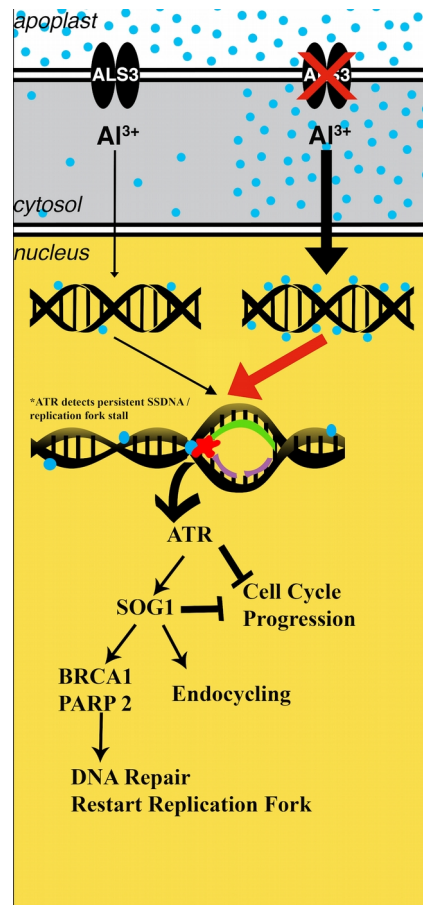 apoplast
ALS3
ALS3
Al³⁺
Al³⁺
cytosol
nucleus
*ATR detects persistent SSDNA /
replication fork stall
ATR
Cell Cycle
Progression
SOG1
BRCA1
PARP 2
Endocycling
DNA Repair
Restart Replication Fork